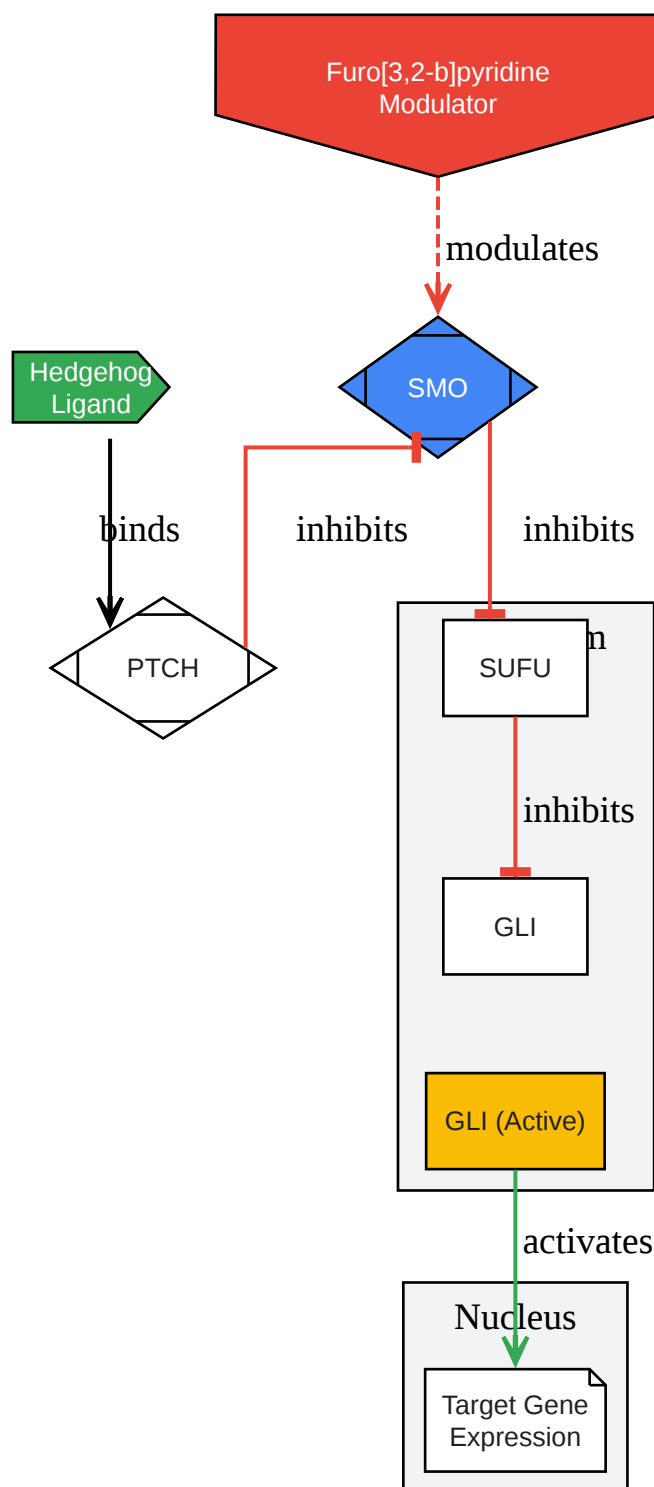 Furo[3,2-b]pyridine
Modulator
modulates
Hedgehog
Ligand
SMO
binds
inhibits
inhibits
PTCH
SUFU
inhibits
GLI
GLI (Active)
activates
Nucleus
Target Gene
Expression